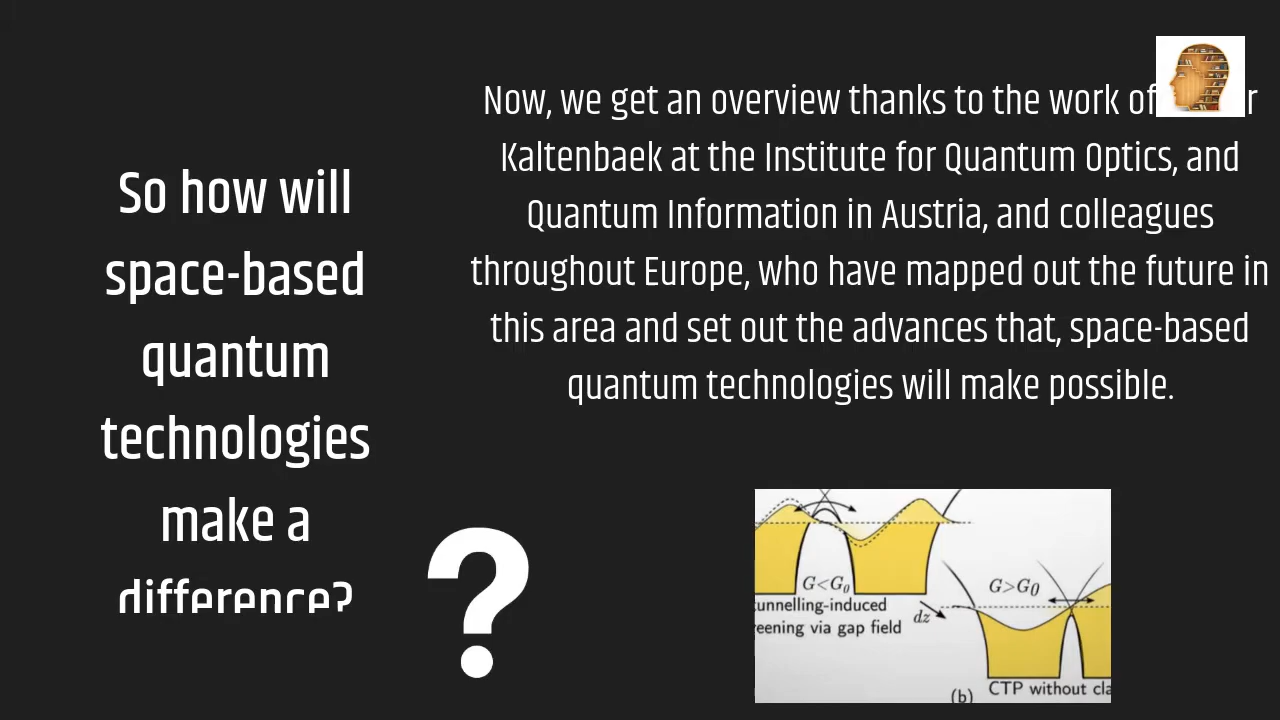 So how will
space-based
quantum
technologies
make a
difference?
?
Now, we get an overview thanks to the work of
Kaltenbaek at the Institute for Quantum Optics, and
Quantum Information in Austria, and colleagues
throughout Europe, who have mapped out the future in
this area and set out the advances that, space-based
quantum technologies will make possible.
G<G₀
G>G₀
tunnelling-induced
dz
via gap field
CTP without
(b)